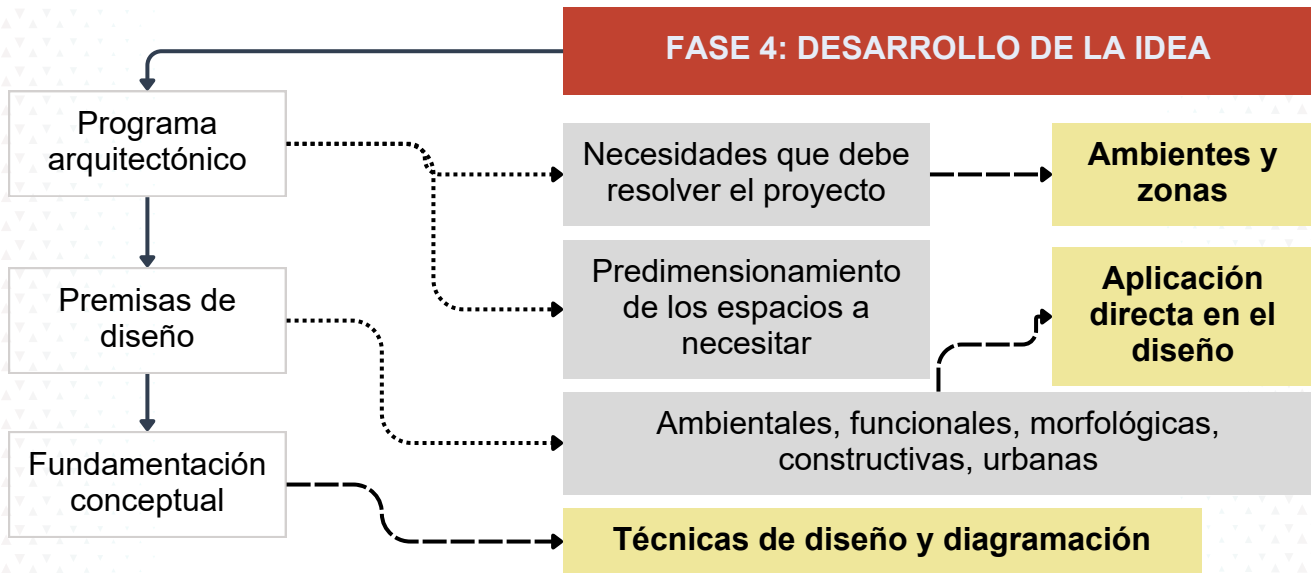 FASE 4: DESARROLLO DE LA IDEA
Programa
arquitectónico
Necesidades que debe
resolver el proyecto
Ambientes y
zonas
Predimensionamiento
de los espacios a
necesitar
Premisas de
diseño
Aplicación
directa en el
diseño
Ambientales, funcionales, morfológicas,
constructivas, urbanas
Fundamentación
conceptual
Técnicas de diseño y diagramación